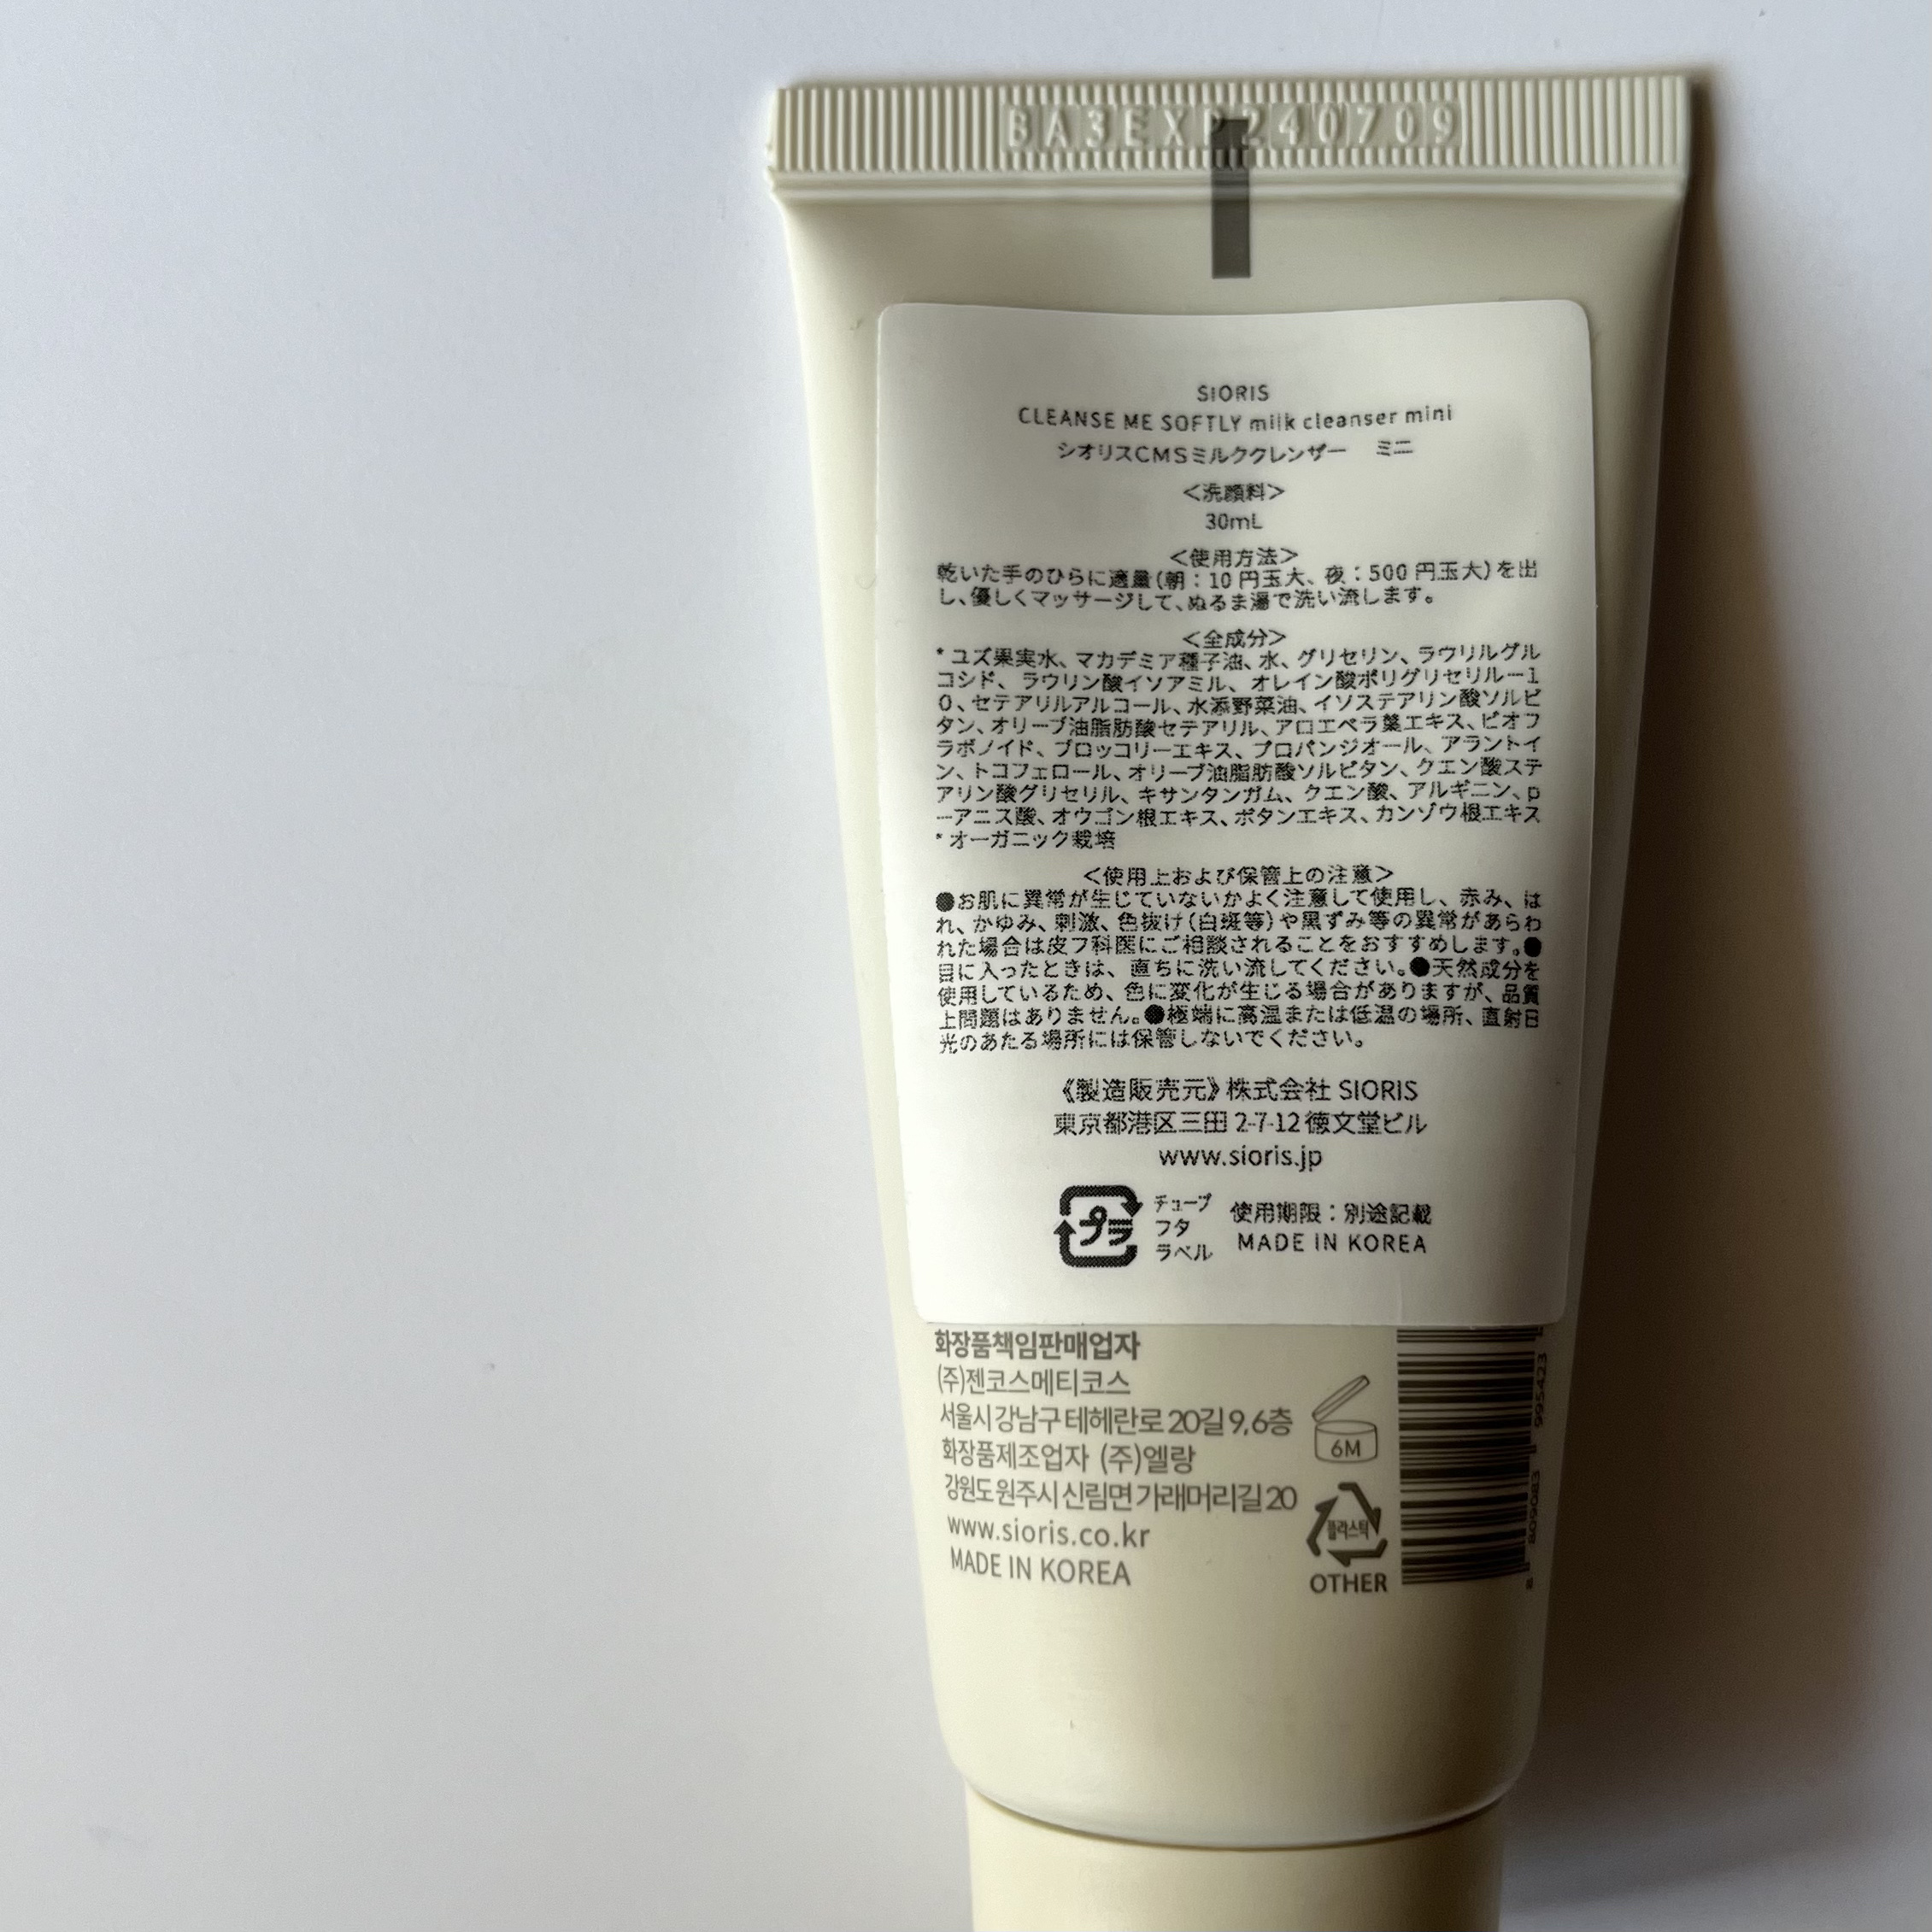 BA3EXP240709
SIORIS
CLEANSE ME SOFTLY milk cleanser mini
シオリスCMSミルククレンザー　ミニ
＜洗顔料＞
30mL
＜使用方法＞
乾いた手のひらに適量(朝：10円玉大、夜：500円玉大)を出
し、優しくマッサージして、ぬるま湯で洗い流します。
＜全成分＞
*ユズ果実水、マカデミア種子油、水、グリセリン、ラウリルグル
コシド、ラウリン酸イソアミル、オレイン酸ポリグリセリルー1
0、セテアリルアルコール、水添野菜油、イソステアリン酸ソルビ
タン、オリーブ油脂肪酸セテアリル、アロエベラ葉エキス、ビオフ
ラボノイド、ブロッコリーエキス、プロパンジオール、アラントイ
ン、トコフェロール、オリーブ油脂肪酸ソルビタン、クエン酸ステ
アリン酸グリセリル、キサンタンガム、クエン酸、アルギニン、p
ーアニス酸、オウゴン根エキス、ボタンエキス、カンゾウ根エキス
*オーガニック栽培
＜使用上および保管上の注意＞
●お肌に異常が生じていないかよく注意して使用し、赤み、は
れ、かゆみ、刺激、色抜け(白斑等)や黒ずみ等の異常があらわ
れた場合は皮フ科医にご相談されることをおすすめします。●
目に入ったときは、直ちに洗い流してください。●天然成分を
使用しているため、色に変化が生じる場合がありますが、品質
上問題はありません。●極端に高温または低温の場所、直射日
光のあたる場所には保管しないでください。
《製造販売元》株式会社 SIORIS
東京都港区三田 2-7-12 徳文堂ビル
www.sioris.jp
プラ
チューブ
フタ
ラベル
使用期限：別途記載
MADE IN KOREA
화장품책임판매업자
(주)젠코스메티코스
서울시 강남구 테헤란로 20길 9, 6층
화장품제조업자 (주)엘랑
강원도 원주시 신림면 가래머리길 20
www.sioris.co.kr
MADE IN KOREA
6M
플라스틱
OTHER
8 809083 995423